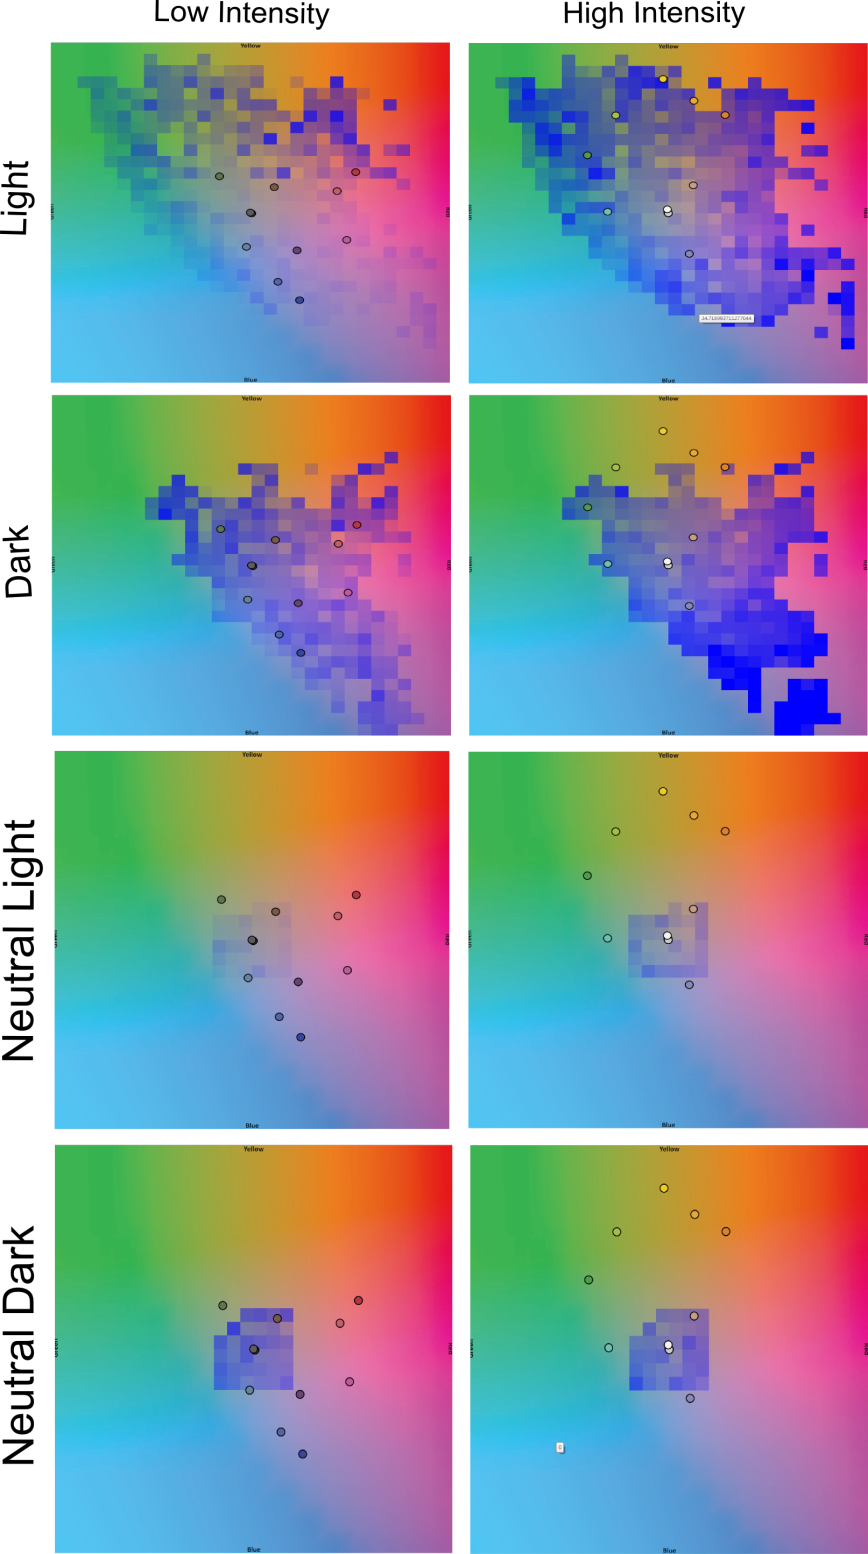 Low Intensity
High Intensity
Light
Yellow
Blue
Yellow
Blue
Dark
Yellow
Blue
Yellow
Blue
Neutral Light
Yellow
Blue
Yellow
Blue
Neutral Dark
Yellow
Green
Blue
Yellow
Blue